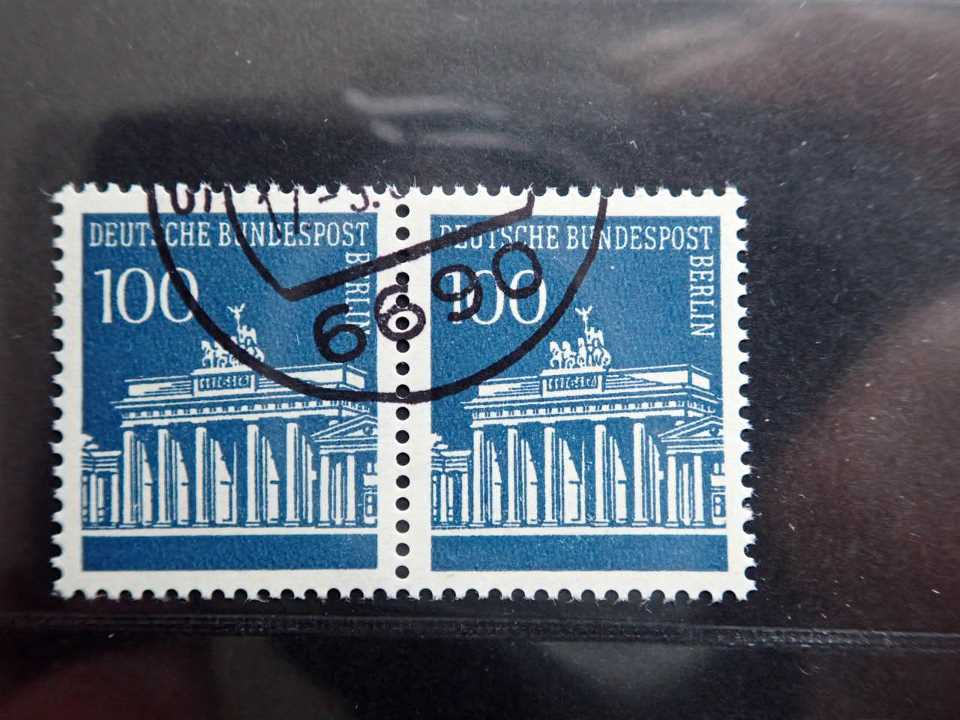 DEUTSCHE BUNDESPOST
BERLIN
100
DEUTSCHE BUNDESPOST
BERLIN
100
6690